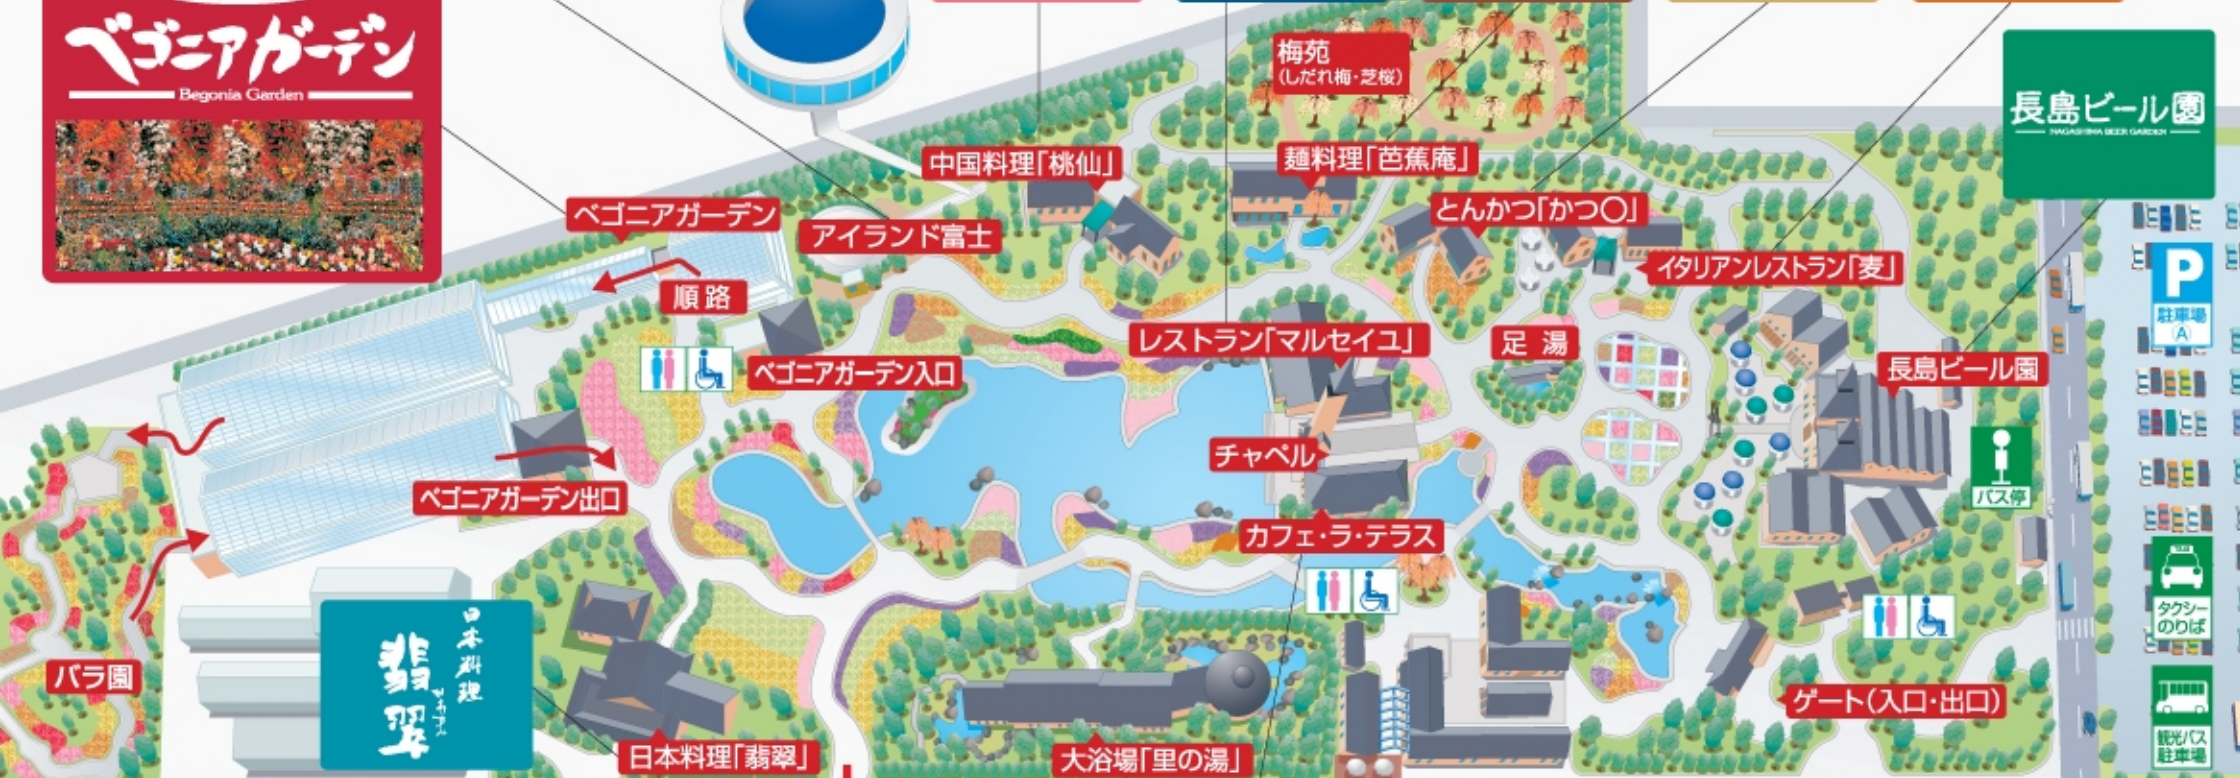 ベゴニアガーデン
Begonia Garden
梅苑
(しだれ梅・芝桜)
長島ビール園
NAGASHIMA BEER GARDEN
中国料理「桃仙」
麺料理「芭蕉庵」
ベゴニアガーデン
アイランド富士
とんかつ「かつ〇」
イタリアンレストラン「麦」
順路
P
駐車場
A
レストラン「マルセイユ」
足湯
ベゴニアガーデン入口
長島ビール園
チャペル
ベゴニアガーデン出口
バス停
カフェ・ラ・テラス
TAXI
タクシー
のりば
日本料理
翡翠
ひすい
バラ園
ゲート(入口・出口)
日本料理「翡翠」
大浴場「里の湯」
観光バス
駐車場